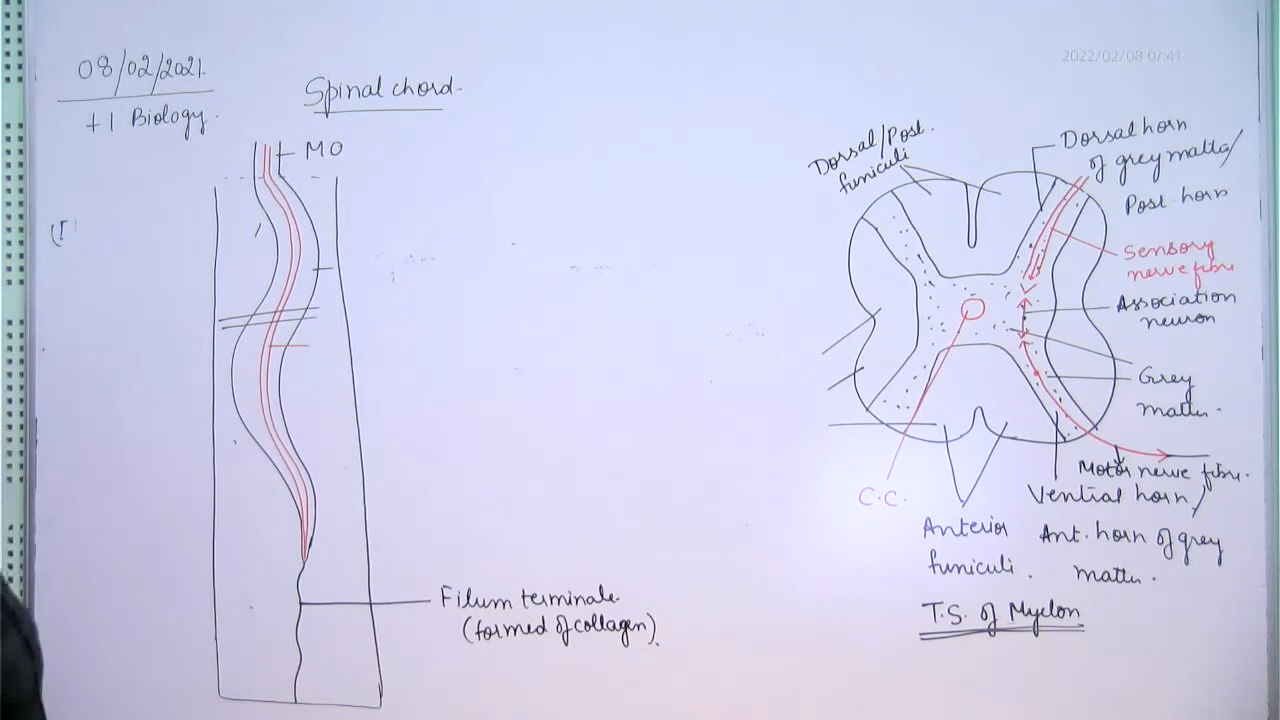 08/02/2021.
+1 Biology.
Spinal chord.
MO
Filum terminale
(formed of collagen).
2022/02/08 07:41
Dorsal/Post.
funiculi
Dorsal horn
of grey matter/
Post. horn
Sensory
nerve fibre
Association
neuron
Grey
matter.
Motor nerve fibre.
C.C.
Ventrial horn/
Ant. horn of grey
matter.
Anterior
funiculi.
T.S. of Myelon